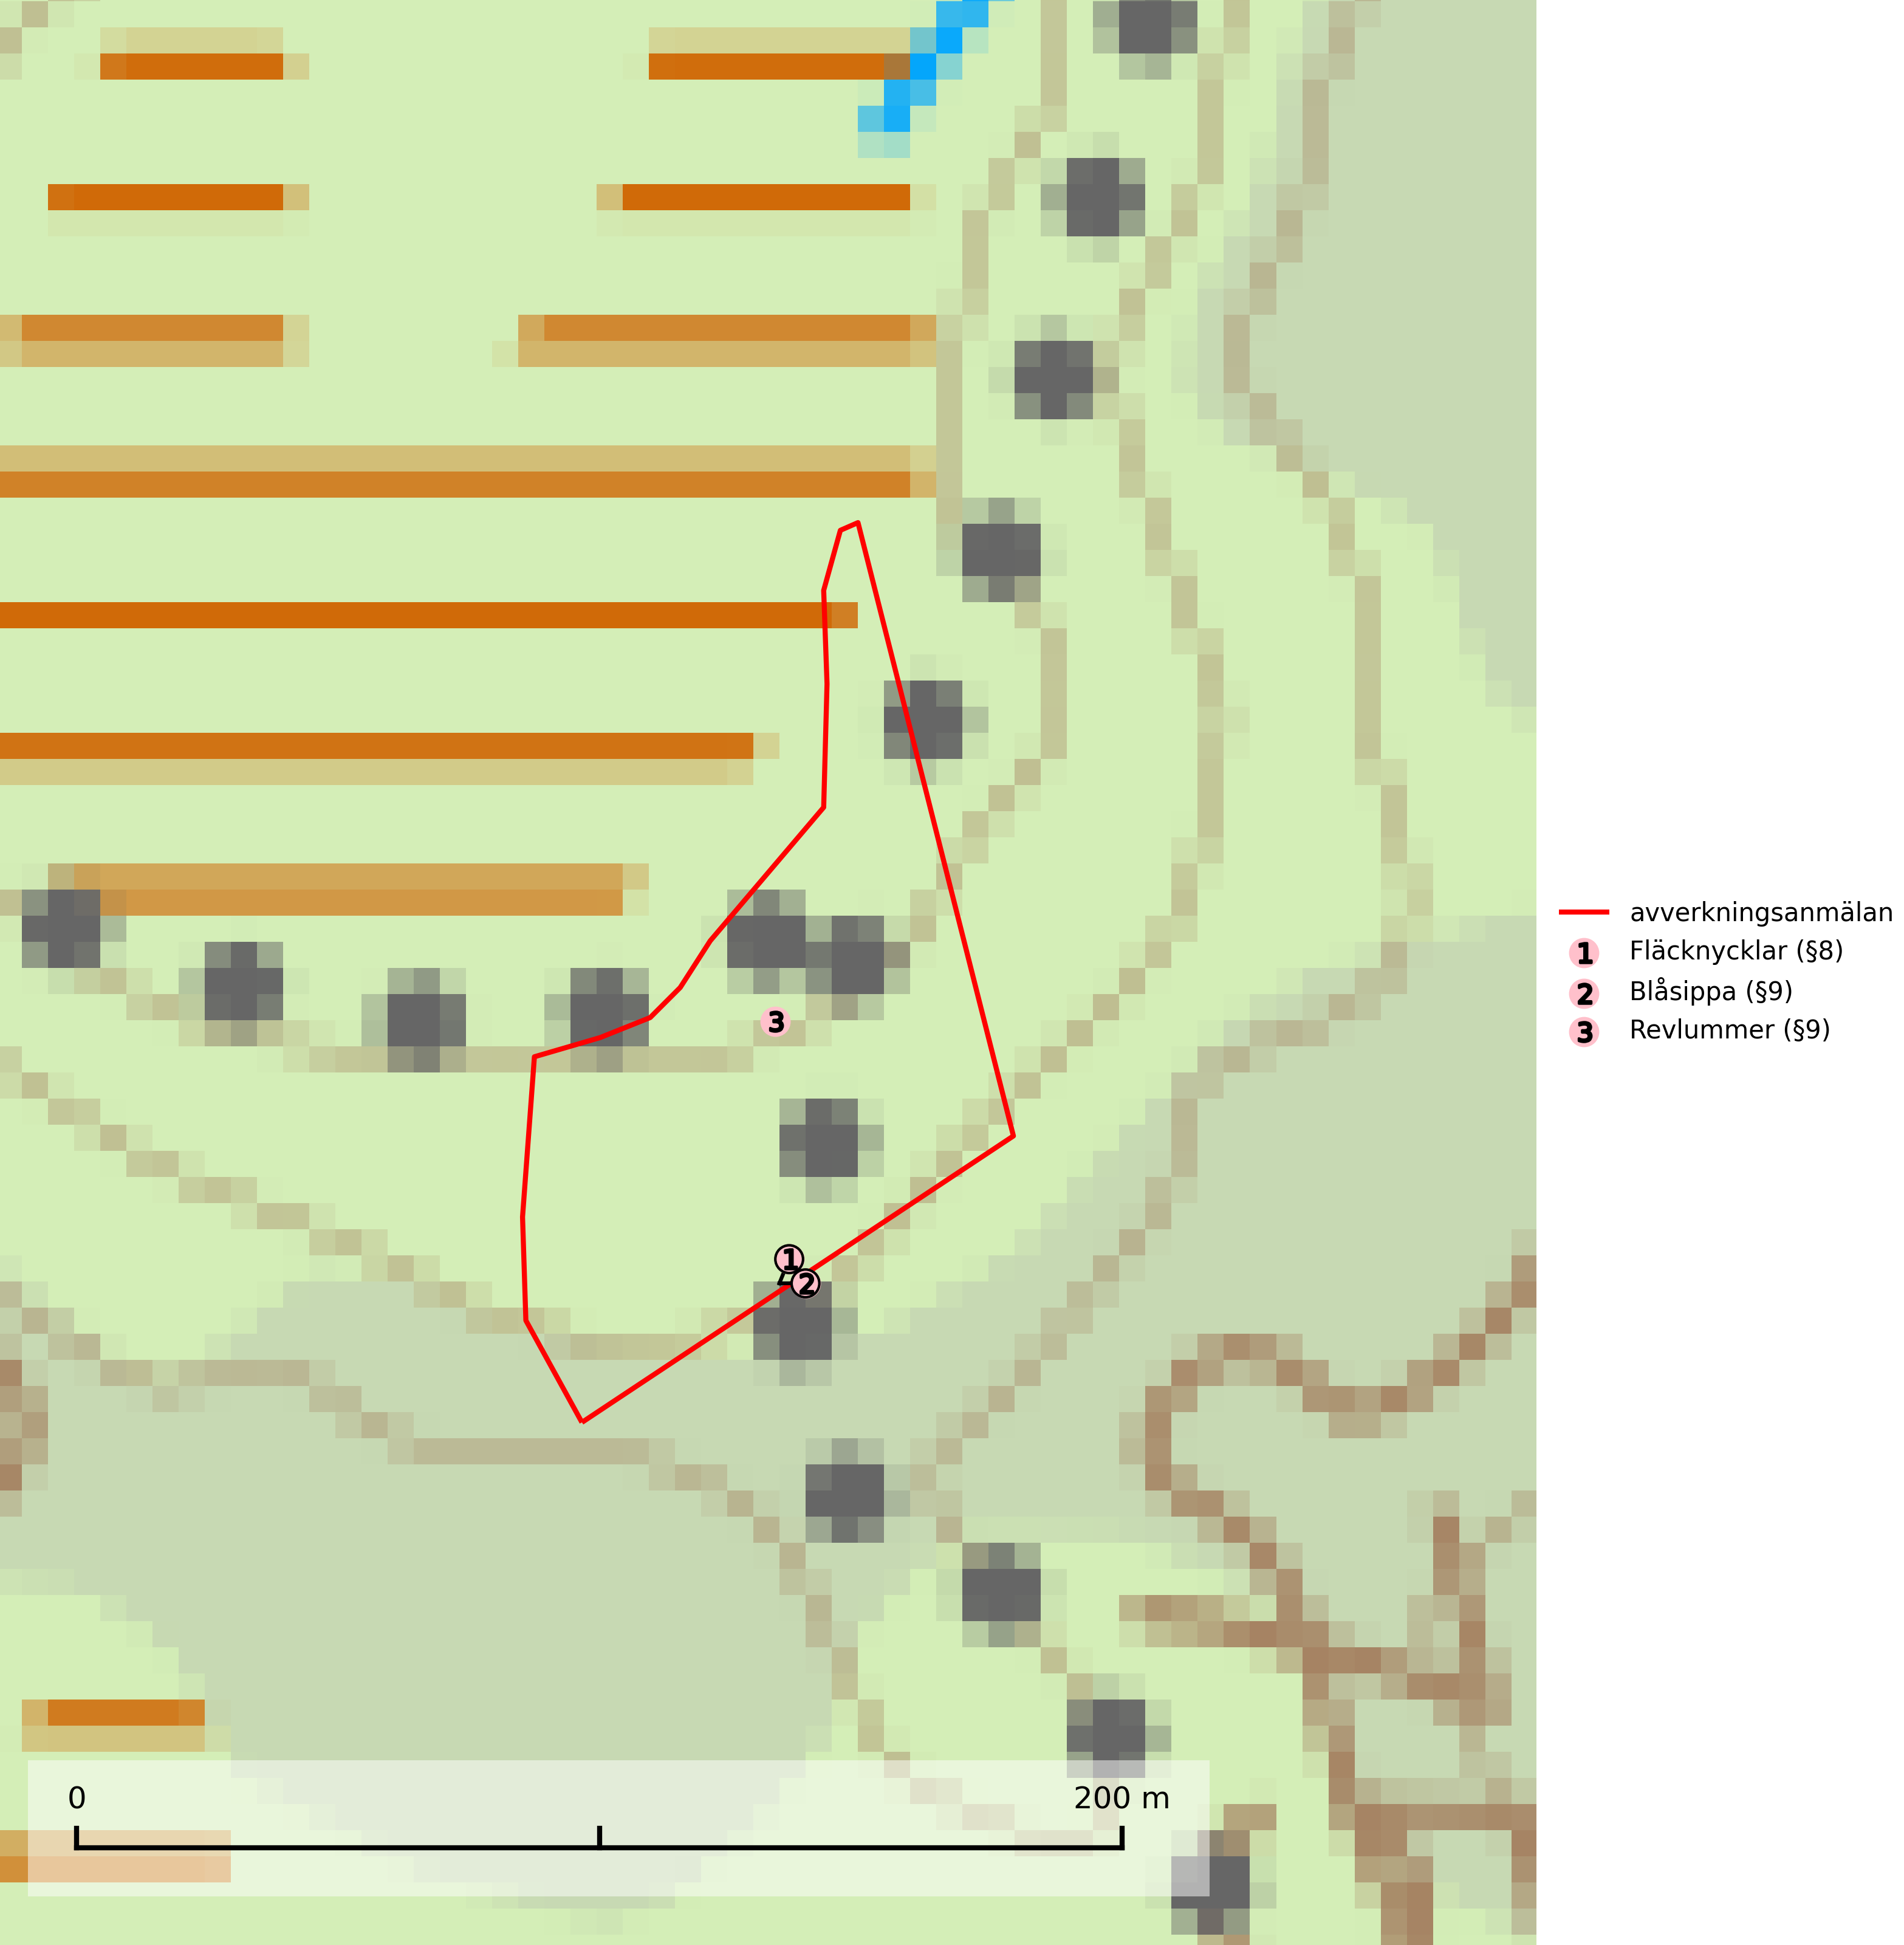 3
1
2
avverkningsanmälan
1 Fläcknycklar (§8)
2 Blåsippa (§9)
3 Revlummer (§9)
0 200 m